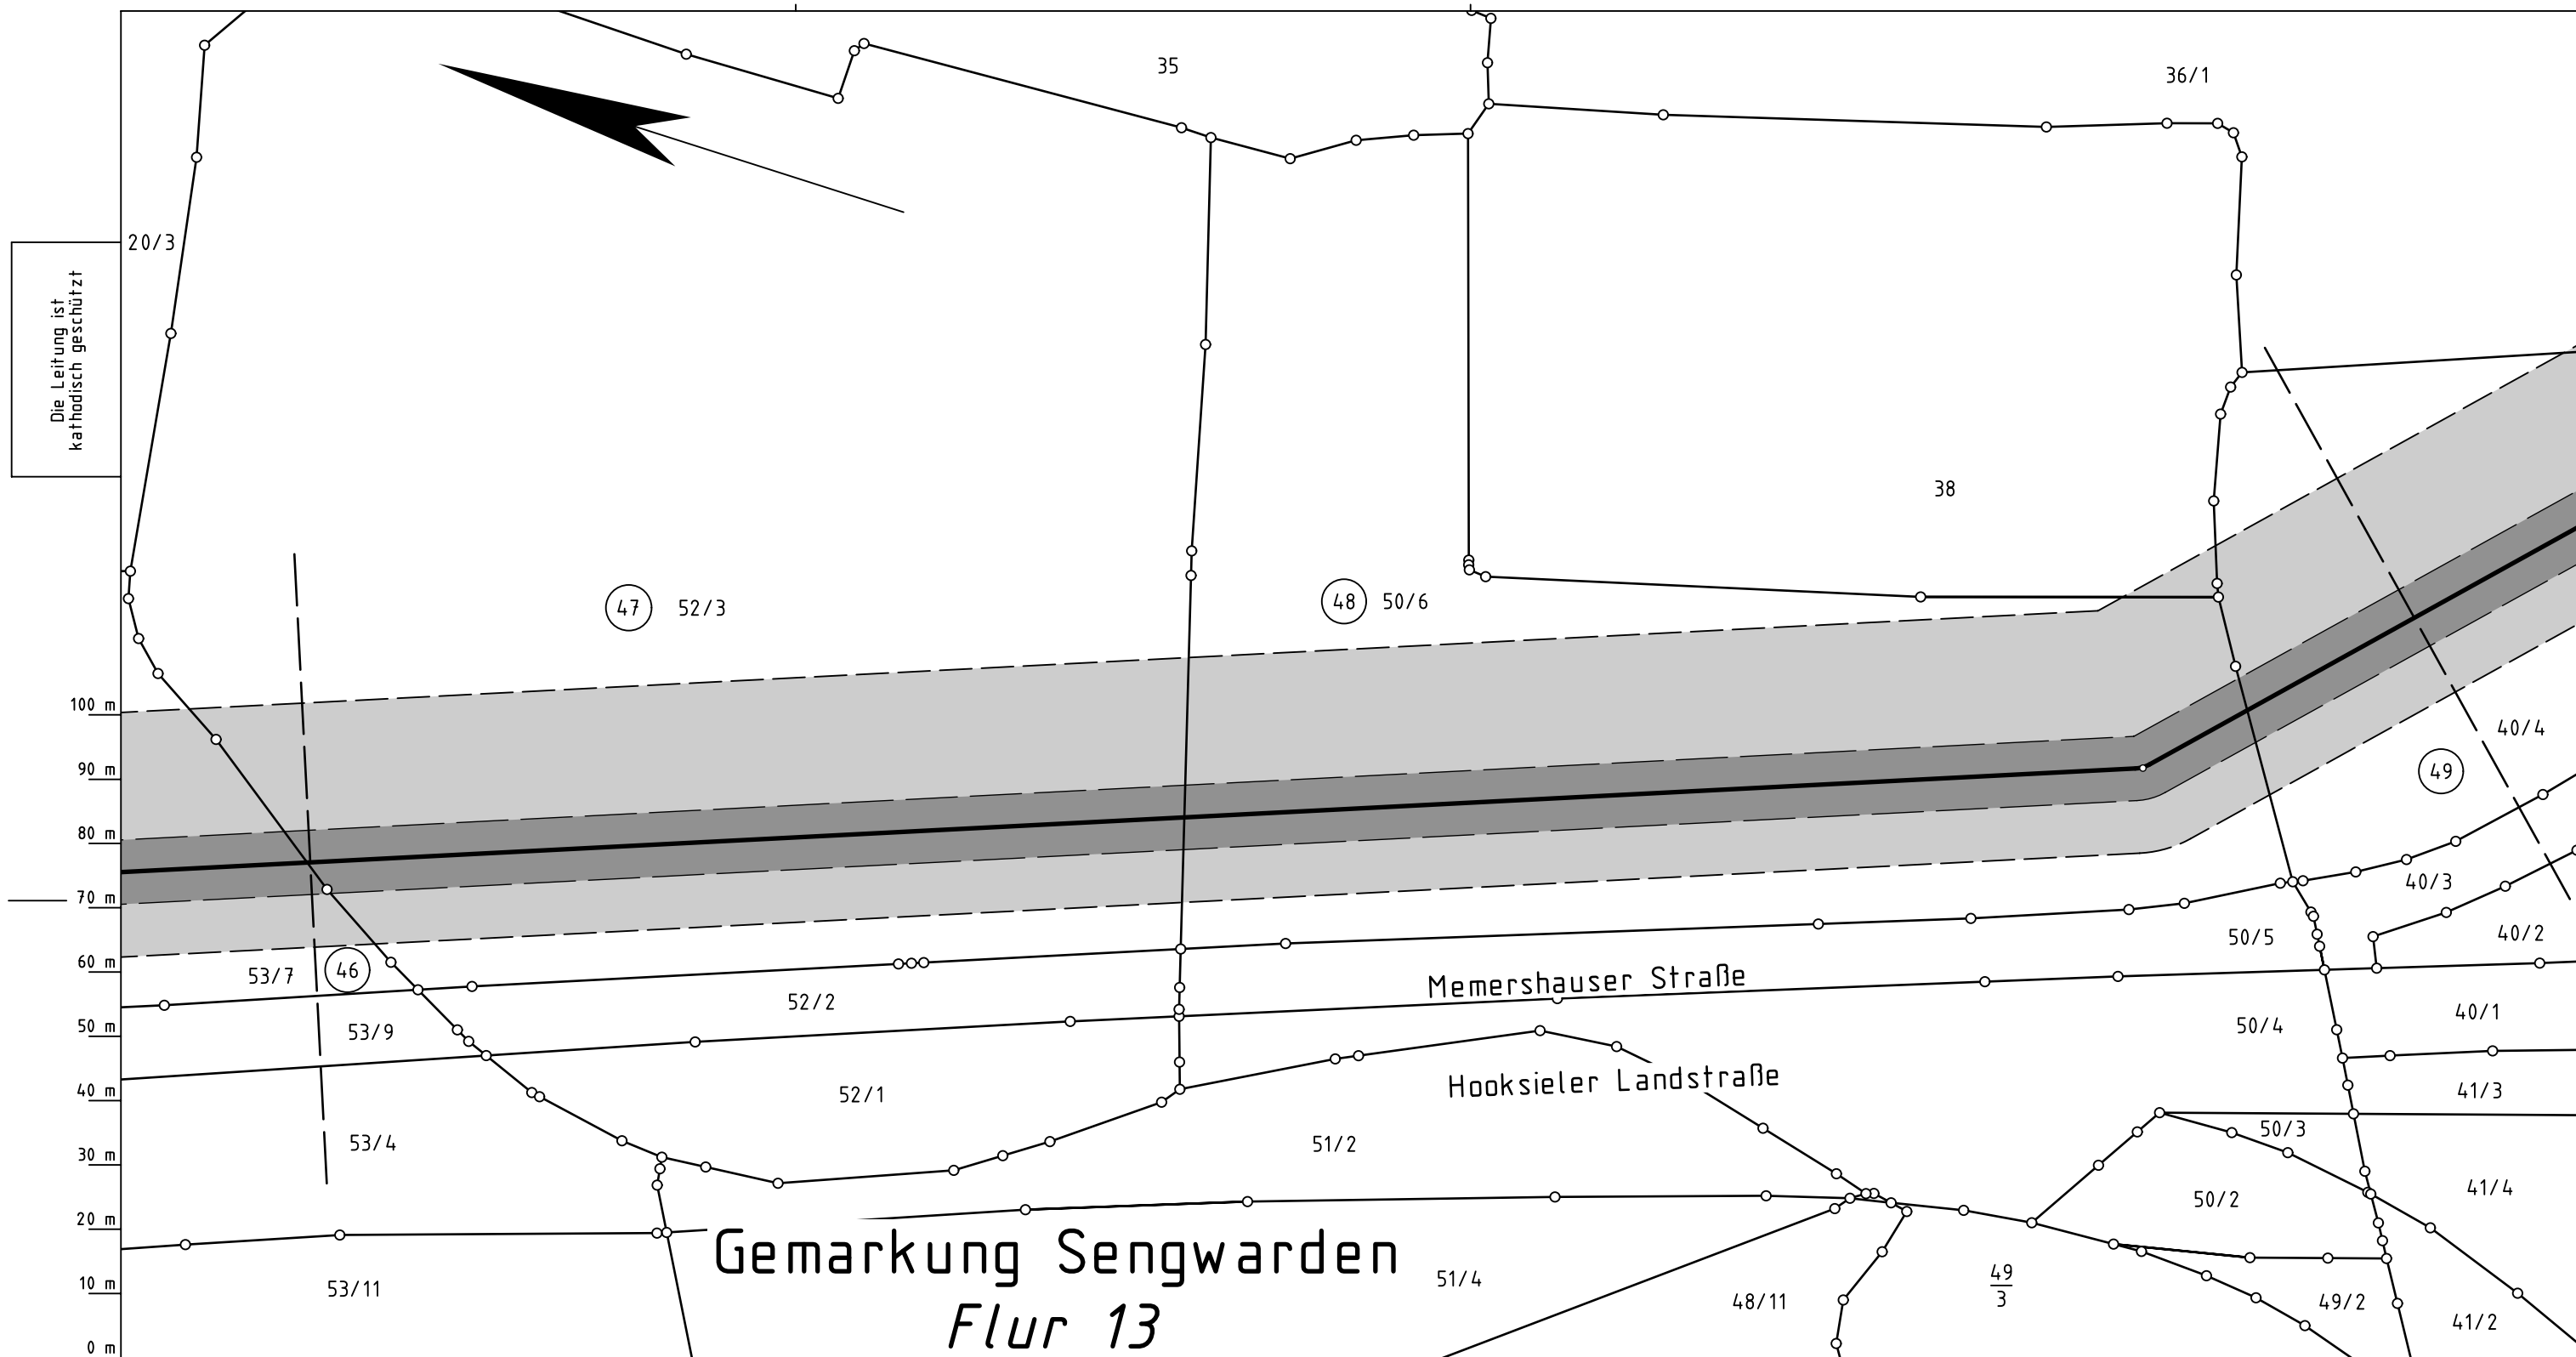 35
36/1
20/3
Die Leitung ist
kathodisch geschützt
38
47 52/3
48 50/6
100 m
90 m
80 m
70 m
60 m
50 m
40 m
30 m
20 m
10 m
0 m
40/4
49
40/3
40/2
50/5
53/7 46
Memershauser Straße
52/2
53/9
50/4
40/1
Hooksieler Landstraße
52/1
41/3
53/4
51/2
50/3
50/2
41/4
Gemarkung Sengwarden
Flur 13
53/11
51/4
48/11
49
3
49/2
41/2